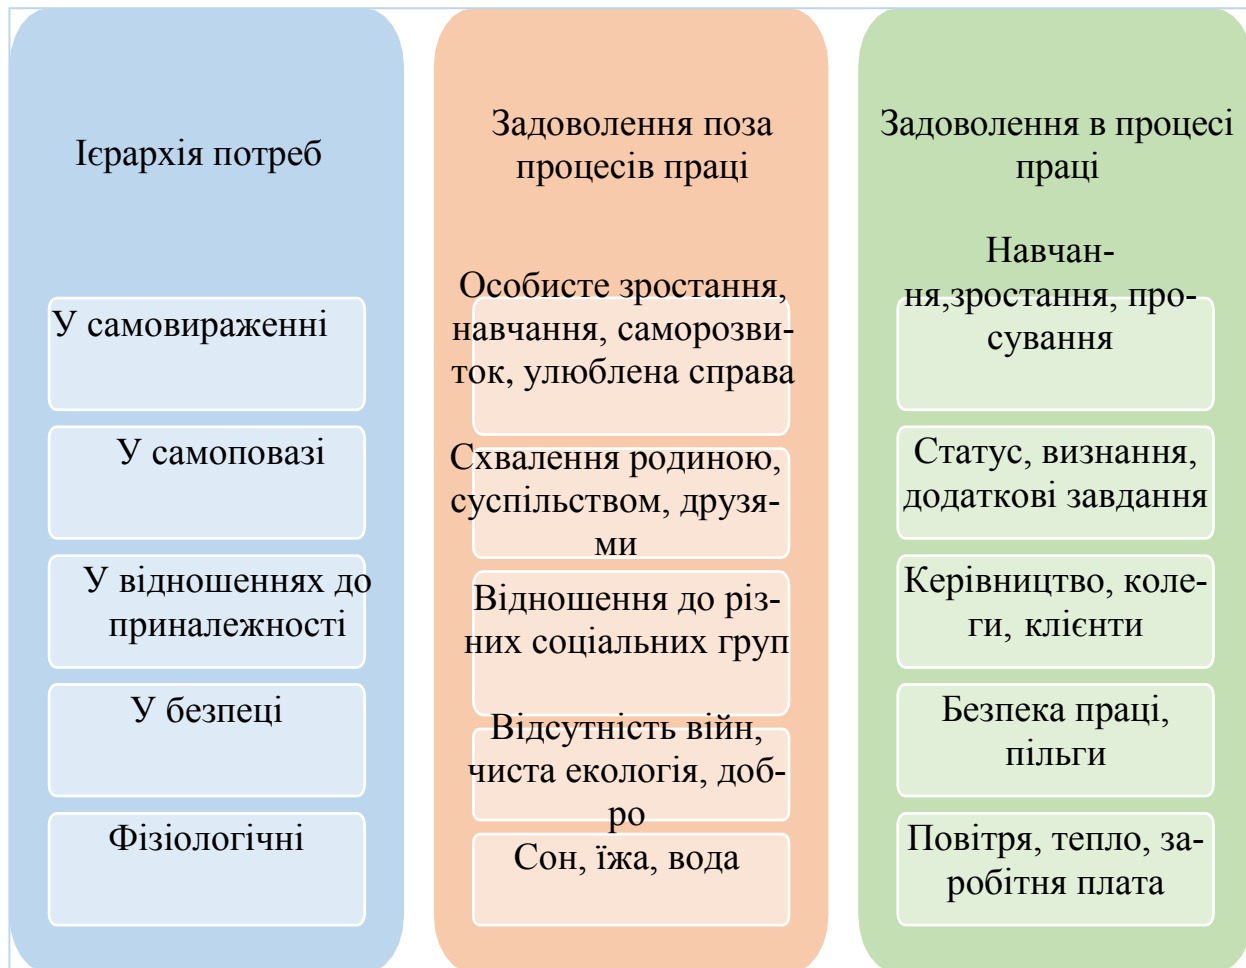 Ієрархія потреб
У самовираженні
У самоповазі
У відношеннях до
приналежності
У безпеці
Фізіологічні
Задоволення поза
процесів праці
Особисте зростання,
навчання, саморозви-
ток, улюблена справа
Схвалення родиною,
суспільством, друзя-
ми
Відношення до різ-
них соціальних груп
Відсутність війн,
чиста екологія, доб-
ро
Сон, їжа, вода
Задоволення в процесі
праці
Навчан-
ня,зростання, про-
сування
Статус, визнання,
додаткові завдання
Керівництво, коле-
ги, клієнти
Безпека праці,
пільги
Повітря, тепло, за-
робітня плата